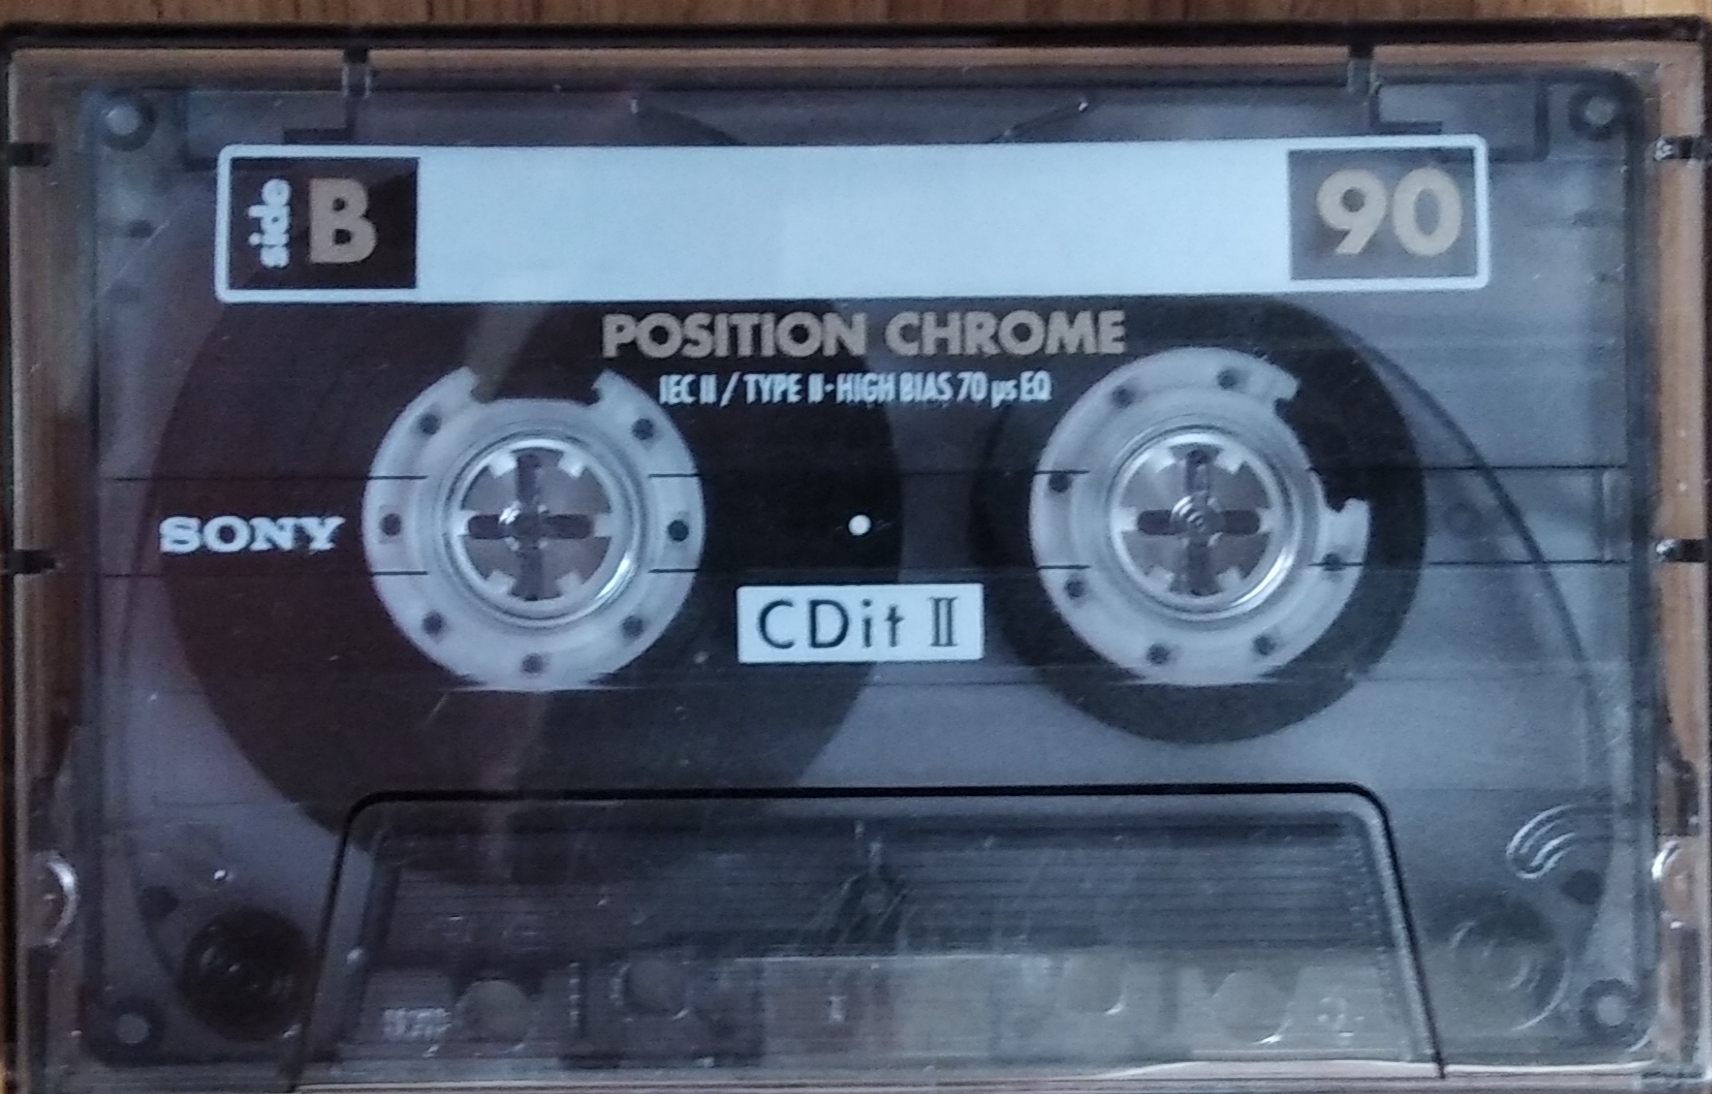 side B 90
POSITION CHROME
IEC II / TYPE II·HIGH BIAS 70 µs EQ
SONY
CDit II